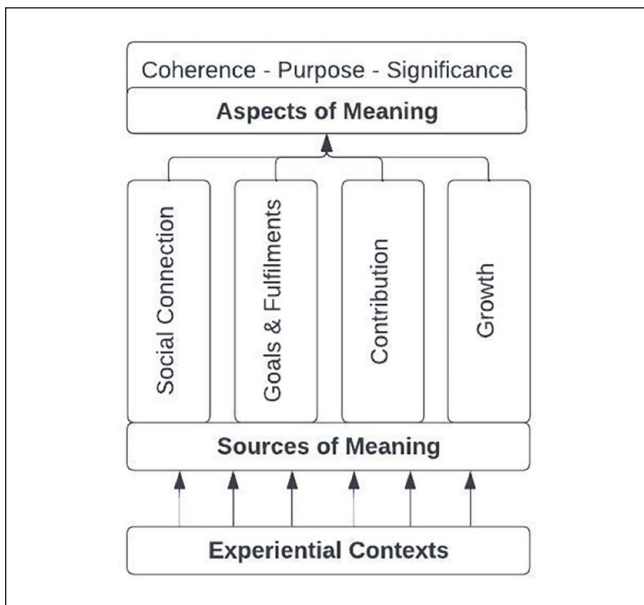 Coherence - Purpose - Significance
Aspects of Meaning
Social Connection
Goals & Fulfilments
Contribution
Growth
Sources of Meaning
Experiential Contexts